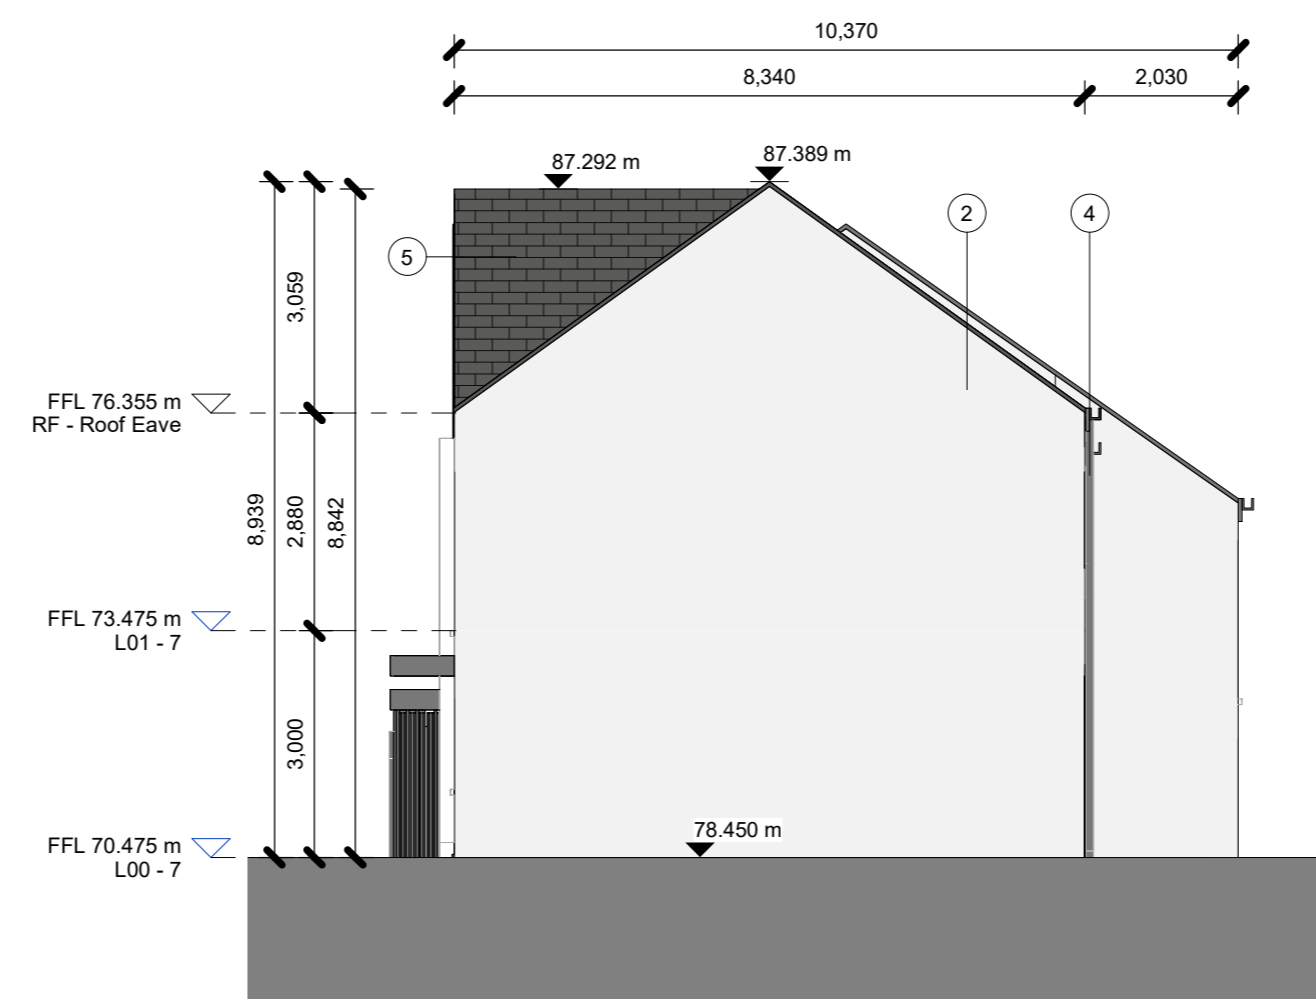 10,370
8,340
2,030
87.292 m
87.389 m
2
4
5
3,059
FFL 76.355 m
RF - Roof Eave
8,939
2,880
8,842
FFL 73.475 m
L01 - 7
3,000
78.450 m
FFL 70.475 m
L00 - 7